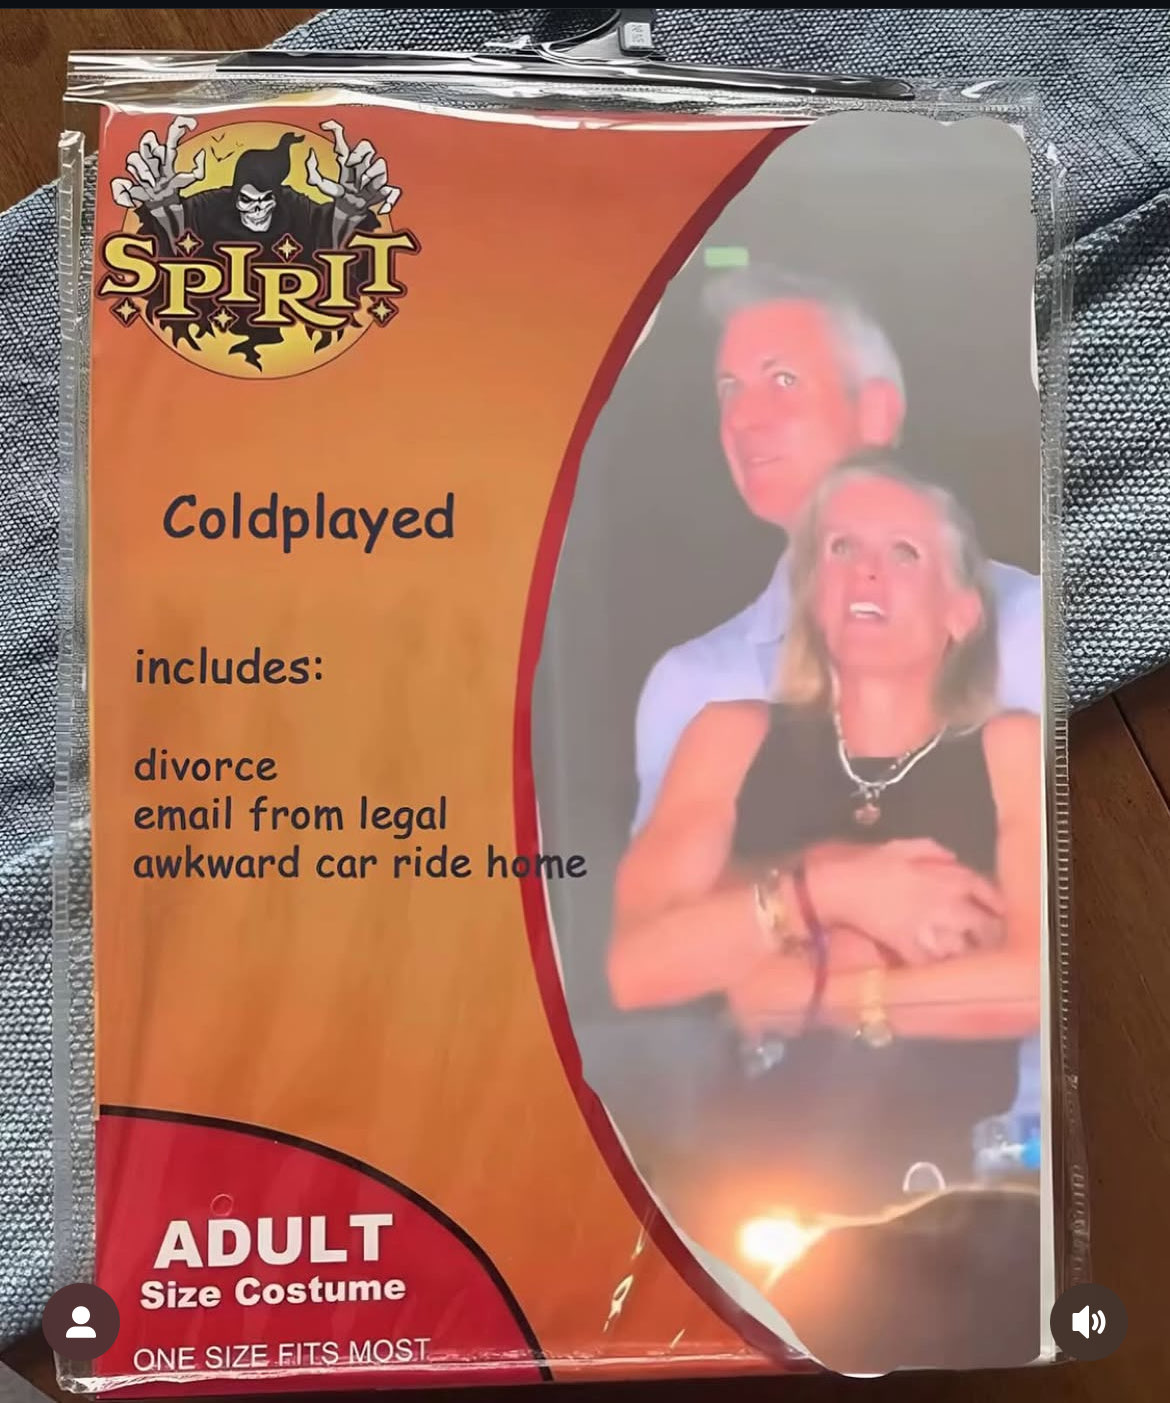 SPIRIT
Coldplayed
includes:
divorce
email from legal
awkward car ride home
ADULT
Size Costume
ONE SIZE FITS MOST